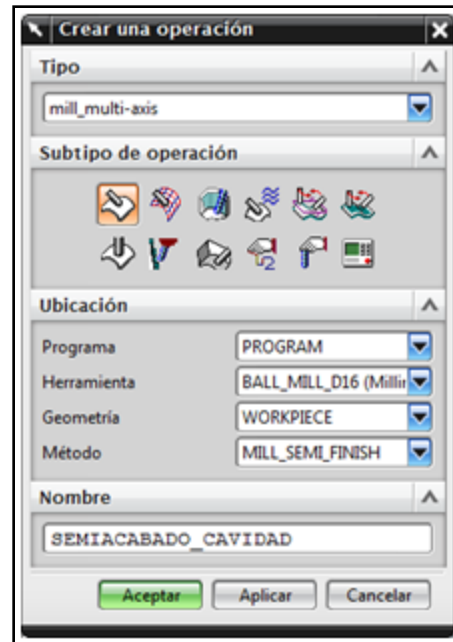 Crear una operación
Tipo
mill_multi-axis
Subtipo de operación
Ubicación
Programa PROGRAM
Herramienta BALL_MILL_D16 (Millin
Geometría WORKPIECE
Método MILL_SEMI_FINISH
Nombre
SEMIACABADO_CAVIDAD
Aceptar Aplicar Cancelar